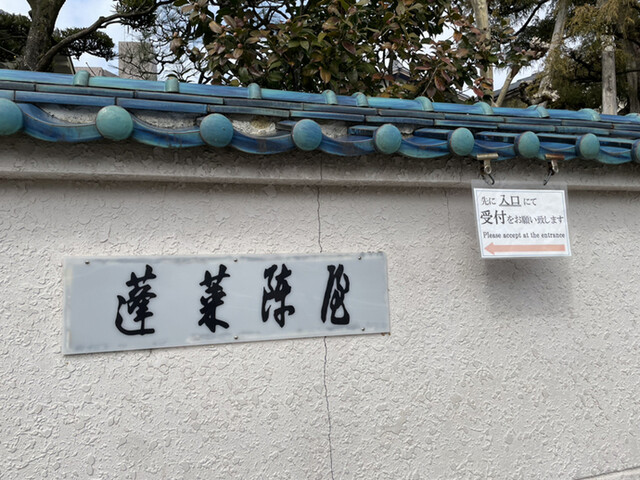 蓬莱陣屋
先に 入口 にて
受付をお願い致します
Please accept at the entrance